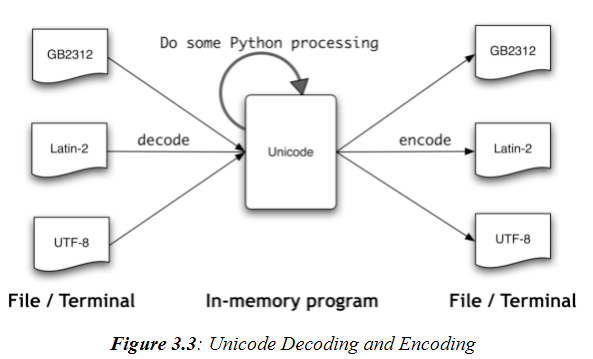 Do some Python processing
GB2312
Latin-2
UTF-8
decode
Unicode
encode
GB2312
Latin-2
UTF-8
File / Terminal
In-memory program
File / Terminal
Figure 3.3: Unicode Decoding and Encoding